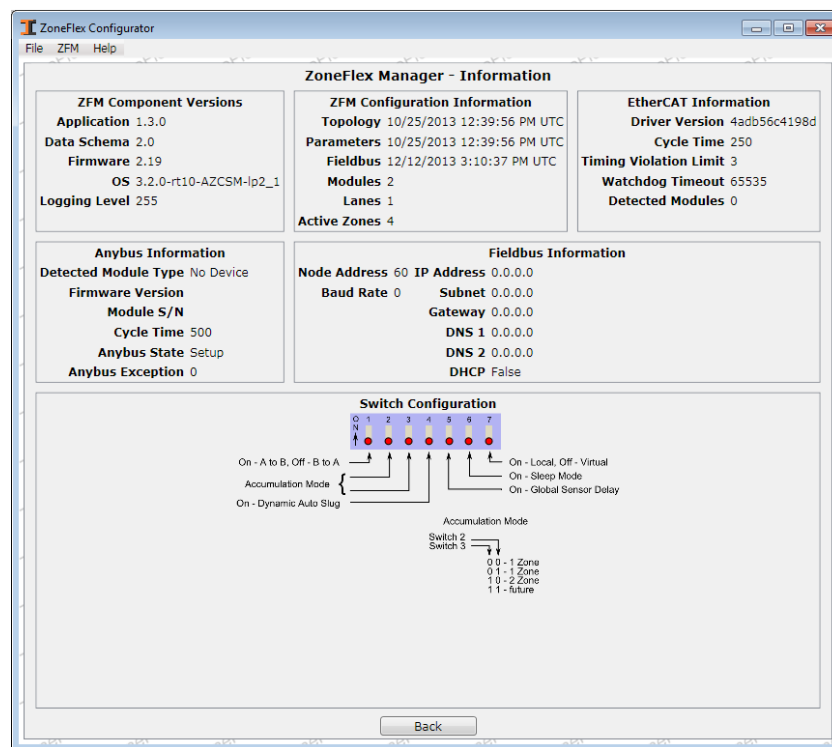 ZoneFlex Configurator
File ZFM Help
ZoneFlex Manager - Information
ZFM Component Versions
Application 1.3.0
Data Schema 2.0
Firmware 2.19
OS 3.2.0-rt10-AZCSM-lp2_1
Logging Level 255
ZFM Configuration Information
Topology 10/25/2013 12:39:56 PM UTC
Parameters 10/25/2013 12:39:56 PM UTC
Fieldbus 12/12/2013 3:10:37 PM UTC
Modules 2
Lanes 1
Active Zones 4
EtherCAT Information
Driver Version 4adb56c4198d
Cycle Time 250
Timing Violation Limit 3
Watchdog Timeout 65535
Detected Modules 0
Anybus Information
Detected Module Type No Device
Firmware Version
Module S/N
Cycle Time 500
Anybus State Setup
Anybus Exception 0
Fieldbus Information
Node Address 60 IP Address 0.0.0.0
Baud Rate 0 Subnet 0.0.0.0
Gateway 0.0.0.0
DNS 1 0.0.0.0
DNS 2 0.0.0.0
DHCP False
Switch Configuration
ON 1 2 3 4 5 6 7
On - A to B, Off - B to A
Accumulation Mode
On - Dynamic Auto Slug
On - Local, Off - Virtual
On - Sleep Mode
On - Global Sensor Delay
Accumulation Mode
Switch 2
Switch 3
0 0 - 1 Zone
0 1 - 1 Zone
1 0 - 2 Zone
1 1 - future
Back